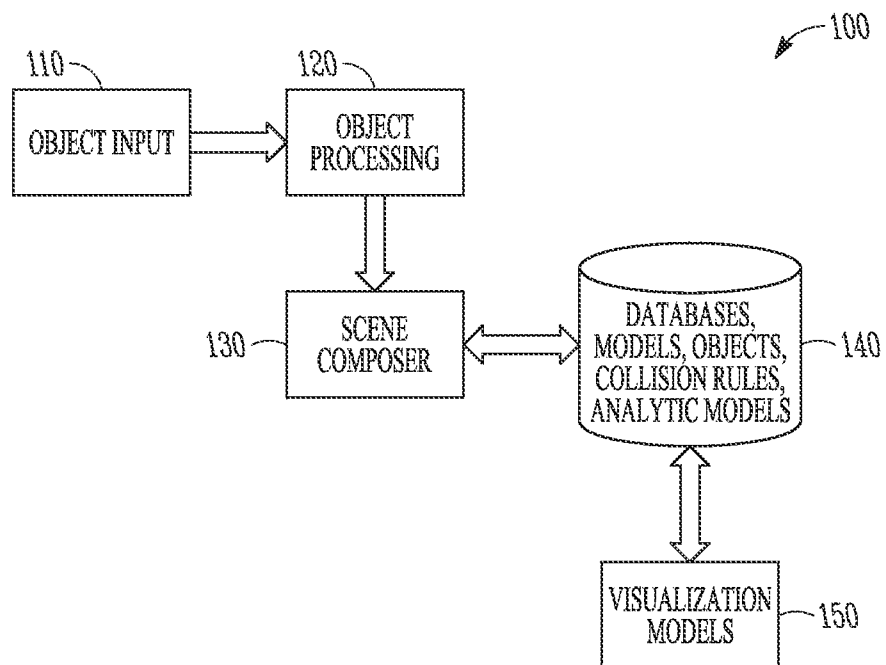 100
110
120
OBJECT INPUT
OBJECT
PROCESSING
130
SCENE
COMPOSER
DATABASES,
MODELS, OBJECTS,
COLLISION RULES,
ANALYTIC MODELS
140
VISUALIZATION
MODELS
150